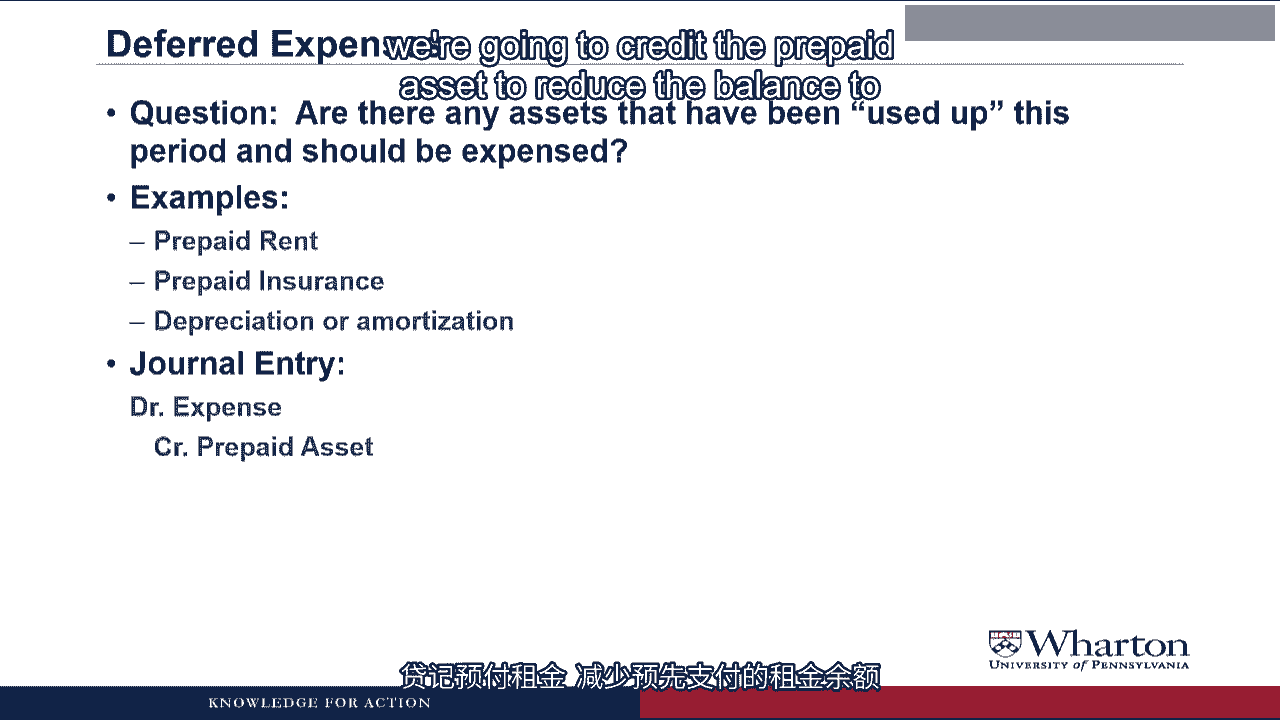 Deferred Expenses
we're going to credit the prepaid
asset to reduce the balance to
• Question: Are there any assets that have been “used up” this
period and should be expensed?
• Examples:
– Prepaid Rent
– Prepaid Insurance
– Depreciation or amortization
• Journal Entry:
Dr. Expense
Cr. Prepaid Asset
Wharton
UNIVERSITY of PENNSYLVANIA
贷记预付租金 减少预先支付的租金余额
KNOWLEDGE FOR ACTION